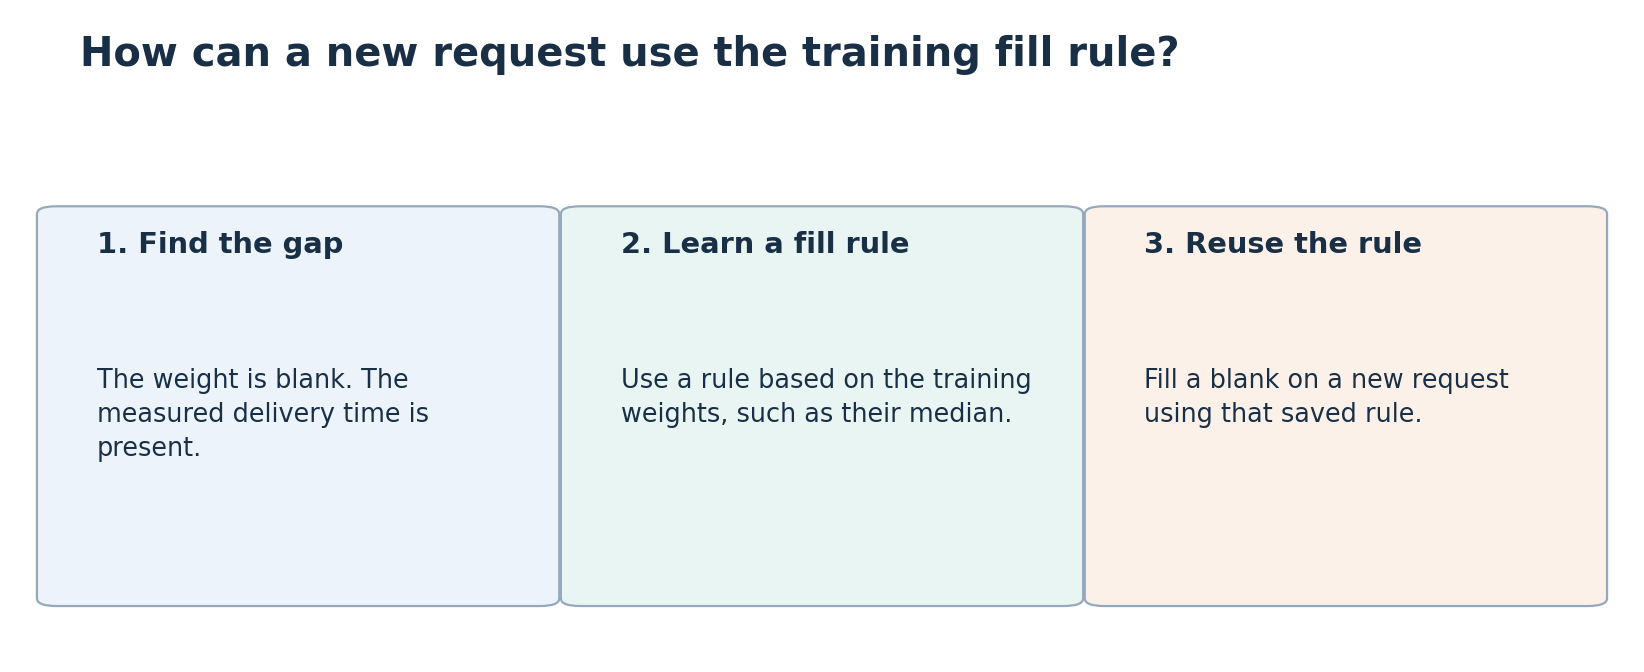 How can a new request use the training fill rule?
1. Find the gap
The weight is blank. The
measured delivery time is
present.
2. Learn a fill rule
Use a rule based on the training
weights, such as their median.
3. Reuse the rule
Fill a blank on a new request
using that saved rule.